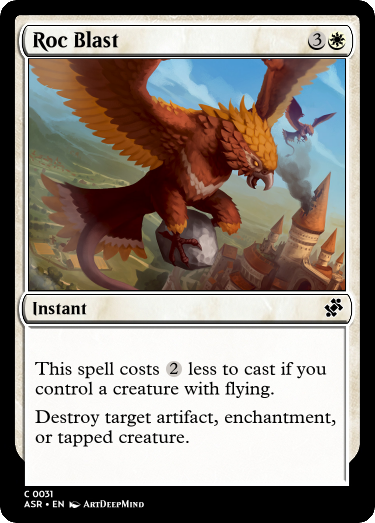 Roc Blast 3
Instant
This spell costs 2 less to cast if you
control a creature with flying.
Destroy target artifact, enchantment,
or tapped creature.
C 0031
ASR • EN ArtDeepMind